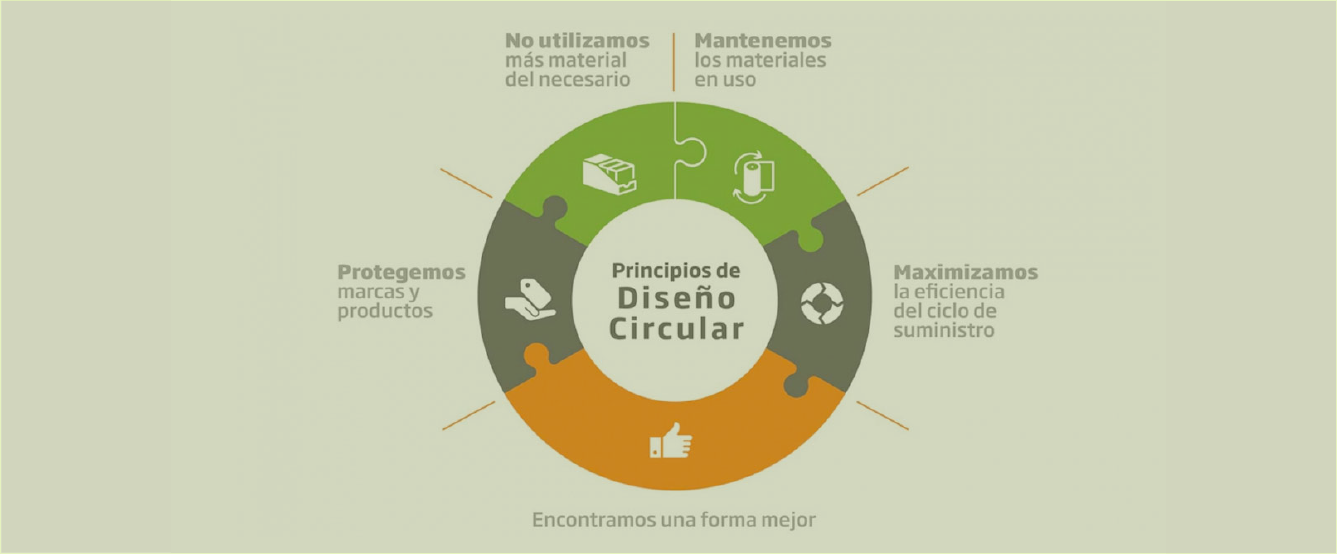 No utilizamos
más material
del necesario
Mantenemos
los materiales
en uso
Protegemos
marcas y
productos
Principios de
Diseño
Circular
Maximizamos
la eficiencia
del ciclo de
suministro
Encontramos una forma mejor